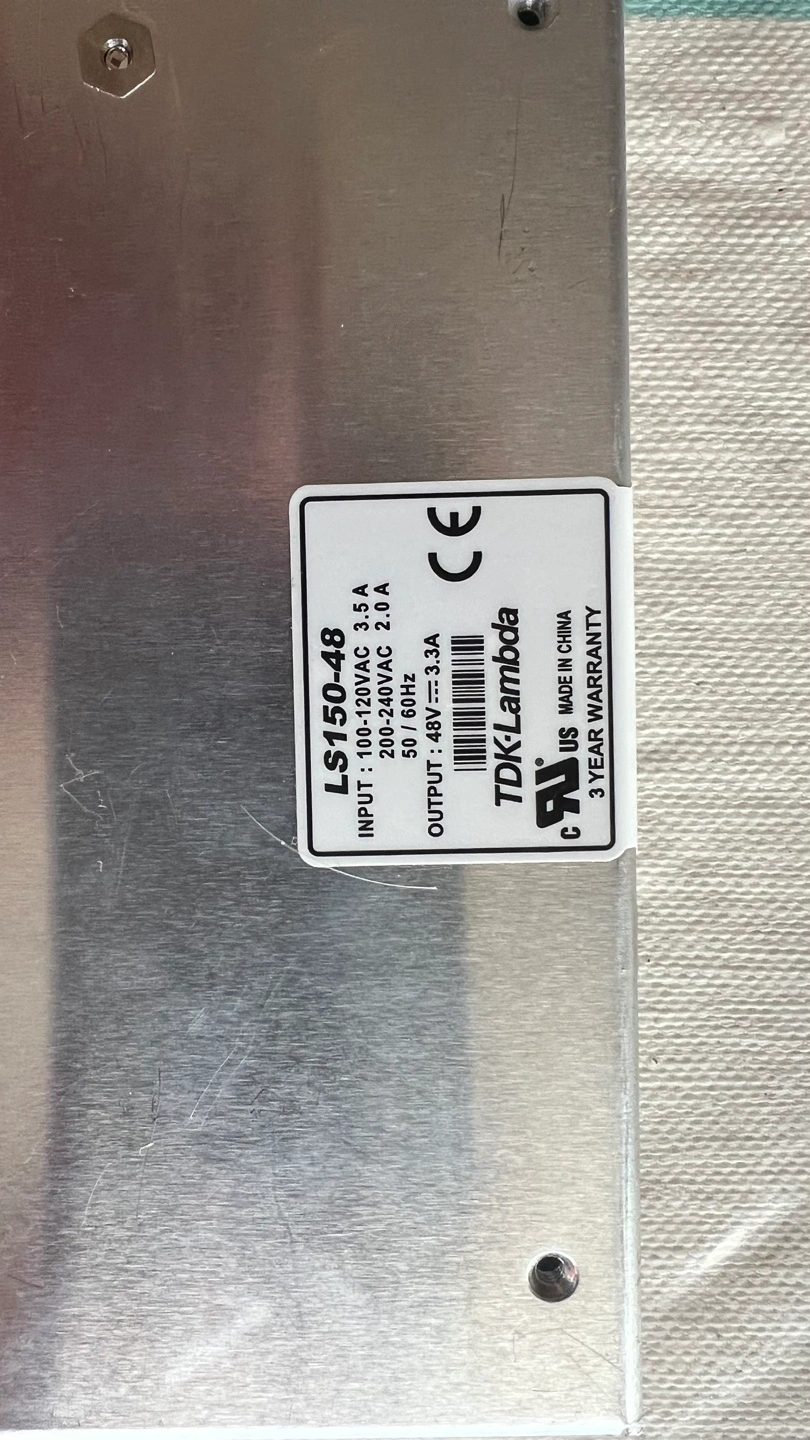 LS150-48
INPUT : 100-120VAC 3.5 A
200-240VAC 2.0 A
50 / 60Hz
OUTPUT : 48V ⎓ 3.3A
CE
TDK-Lambda
C RU ® US MADE IN CHINA
3 YEAR WARRANTY